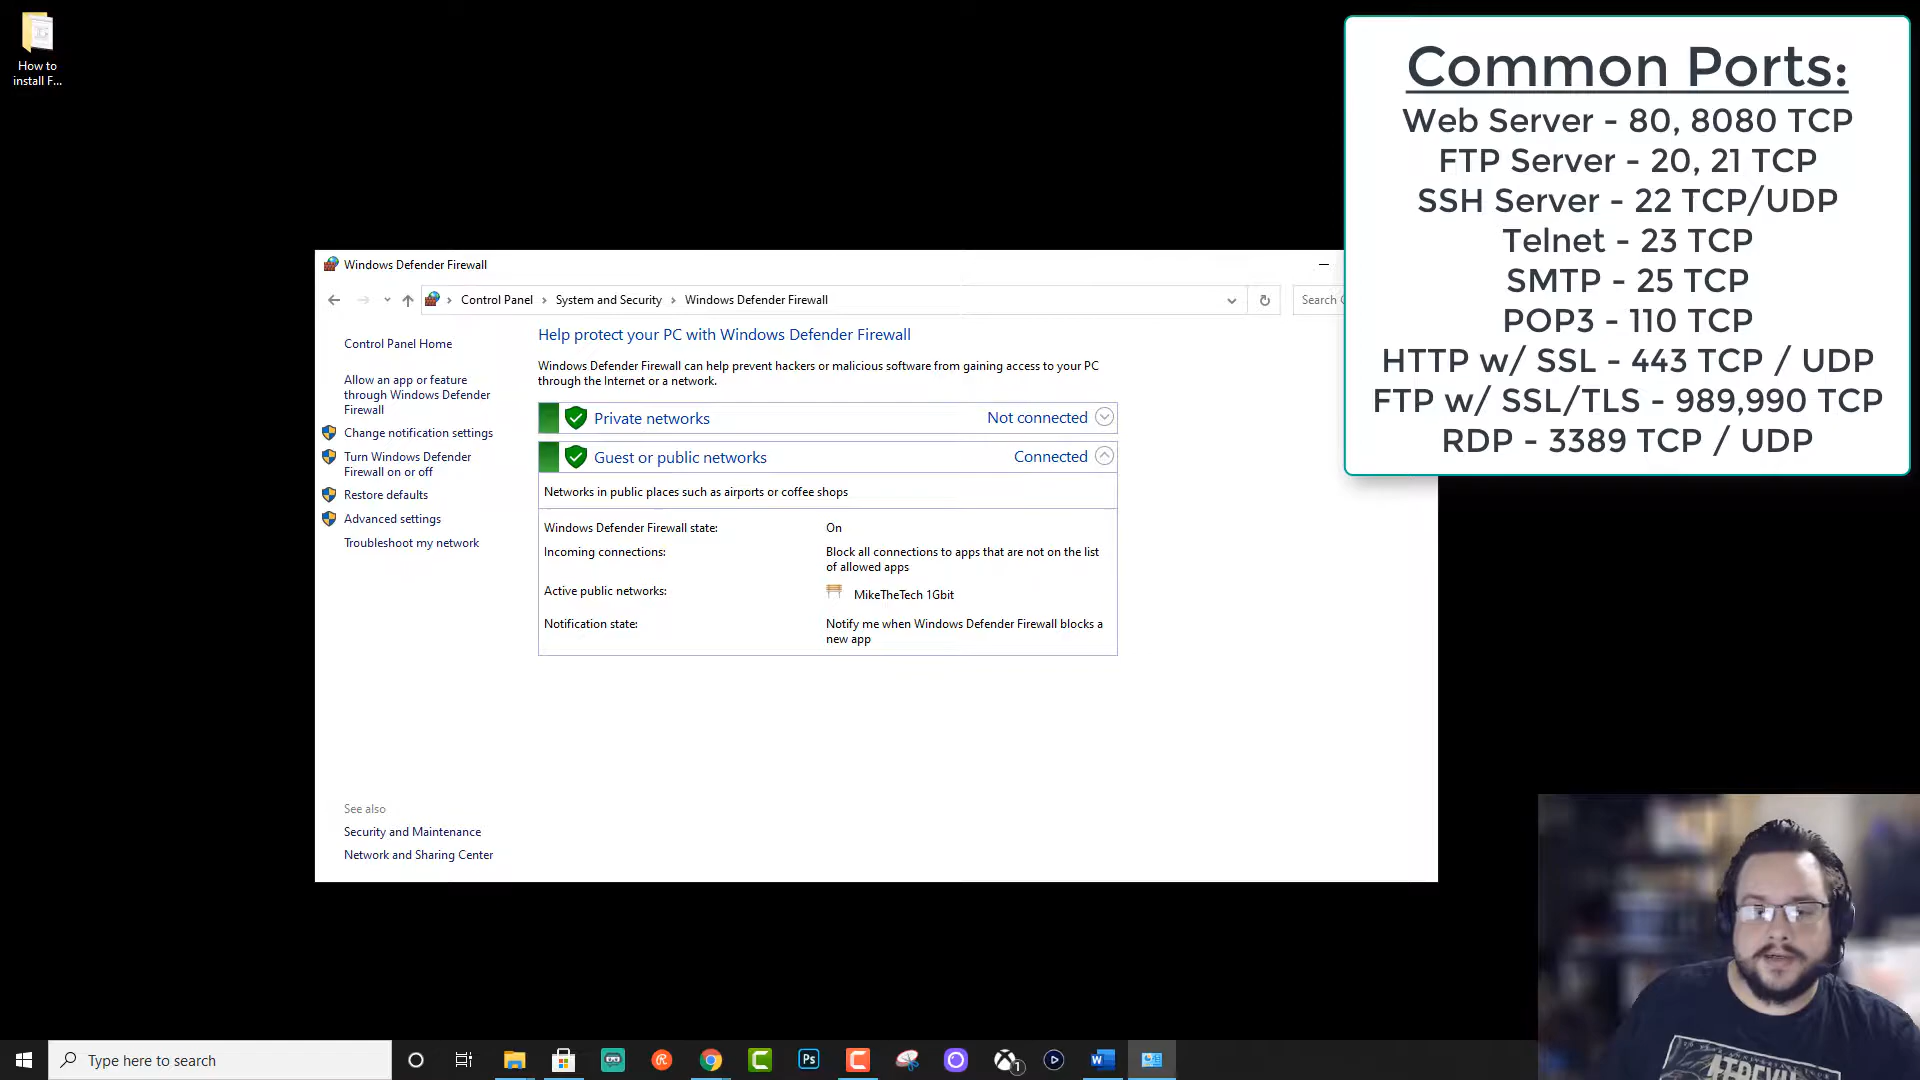 How to
install F...
Common Ports:
Web Server - 80, 8080 TCP
FTP Server - 20, 21 TCP
SSH Server - 22 TCP/UDP
Telnet - 23 TCP
SMTP - 25 TCP
POP3 - 110 TCP
HTTP w/ SSL - 443 TCP / UDP
FTP w/ SSL/TLS - 989,990 TCP
RDP - 3389 TCP / UDP
Windows Defender Firewall
Control Panel
System and Security
Windows Defender Firewall
Search
Control Panel Home
Allow an app or feature
through Windows Defender
Firewall
Change notification settings
Turn Windows Defender
Firewall on or off
Restore defaults
Advanced settings
Troubleshoot my network
Help protect your PC with Windows Defender Firewall
Windows Defender Firewall can help prevent hackers or malicious software from gaining access to your PC
through the Internet or a network.
Private networks Not connected
Guest or public networks Connected
Networks in public places such as airports or coffee shops
Windows Defender Firewall state: On
Incoming connections: Block all connections to apps that are not on the list
of allowed apps
Active public networks: MikeTheTech 1Gbit
Notification state: Notify me when Windows Defender Firewall blocks a
new app
See also
Security and Maintenance
Network and Sharing Center
Type here to search
Ps
1